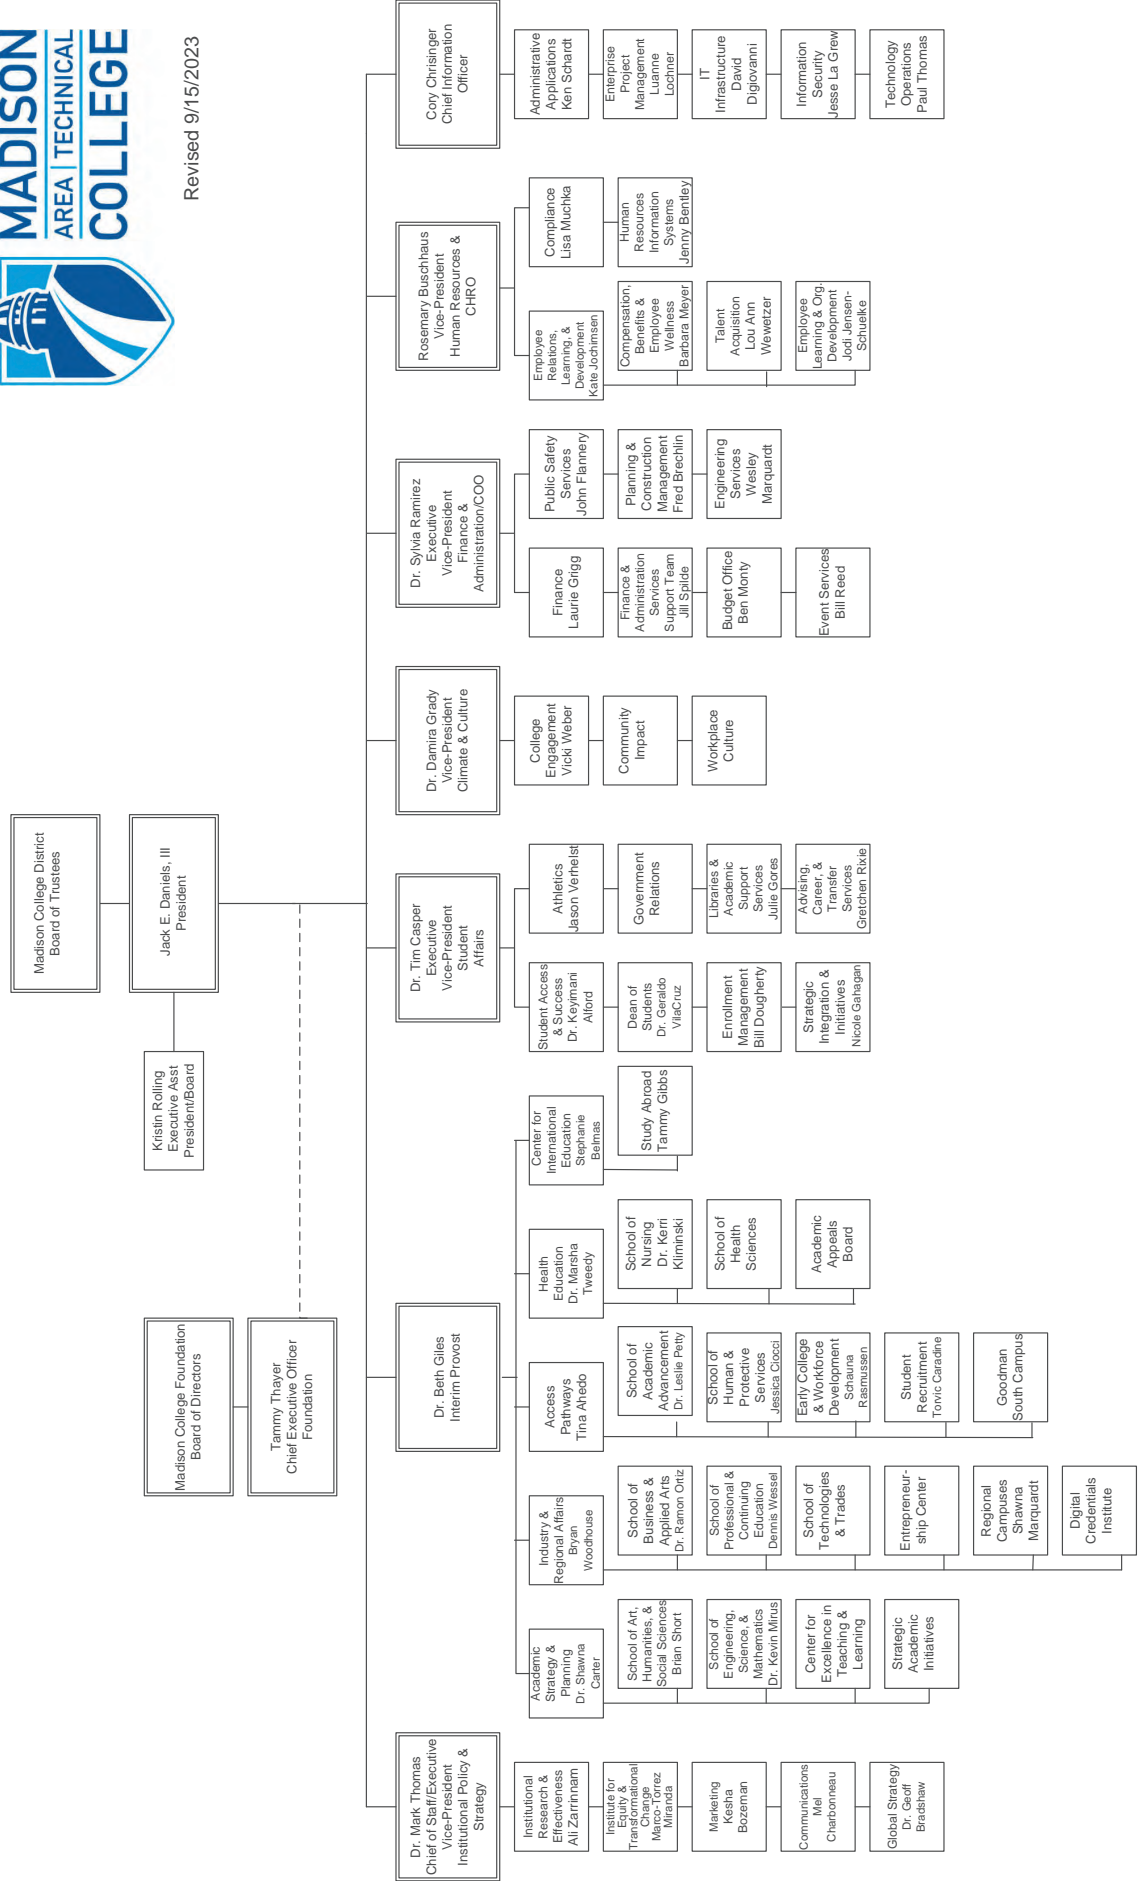 MADISON
AREA | TECHNICAL
COLLEGE
Revised 9/15/2023
Madison College District
Board of Trustees
Jack E. Daniels, III
President
Kristin Rolling
Executive Asst
President/Board
Madison College Foundation
Board of Directors
Tammy Thayer
Chief Executive Officer
Foundation
Dr. Mark Thomas
Chief of Staff/Executive
Vice-President
Institutional Policy &
Strategy
Institutional
Research &
Effectiveness
Ali Zarrinnam
Institute for
Equity &
Transformational
Change
Marco-Torrez
Miranda
Marketing
Kesha
Bozeman
Communications
Mel
Charbonneau
Global Strategy
Dr. Geoff
Bradshaw
Dr. Beth Giles
Interim Provost
Academic
Strategy &
Planning
Dr. Shawna
Carter
School of Art,
Humanities, &
Social Sciences
Brian Short
School of
Engineering,
Science, &
Mathematics
Dr. Kevin Mirus
Center for
Excellence in
Teaching &
Learning
Strategic
Academic
Initiatives
Industry &
Regional Affairs
Bryan
Woodhouse
School of
Business &
Applied Arts
Dr. Ramon Ortiz
School of
Professional &
Continuing
Education
Dennis Wessel
School of
Technologies
& Trades
Entrepreneur-
ship Center
Regional
Campuses
Shawna
Marquardt
Digital
Credentials
Institute
Access
Pathways
Tina Ahedo
School of
Academic
Advancement
Dr. Leslie Petty
School of
Human &
Protective
Services
Jessica Ciocci
Early College
& Workforce
Development
Schauna
Rasmussen
Student
Recruitment
Torvic Caradine
Goodman
South Campus
Health
Education
Dr. Marsha
Tweedy
School of
Nursing
Dr. Kerri
Kliminski
School of
Health
Sciences
Academic
Appeals
Board
Center for
International
Education
Stephanie
Belmas
Study Abroad
Tammy Gibbs
Dr. Tim Casper
Executive
Vice-President
Student
Affairs
Student Access
& Success
Dr. Keyimani
Alford
Dean of
Students
Dr. Geraldo
VilaCruz
Enrollment
Management
Bill Dougherty
Strategic
Integration &
Initiatives
Nicole Gahagan
Athletics
Jason Verhelst
Government
Relations
Libraries &
Academic
Support
Services
Julie Gores
Advising,
Career, &
Transfer
Services
Gretchen Rixie
Dr. Damira Grady
Vice-President
Climate & Culture
College
Engagement
Vicki Weber
Community
Impact
Workplace
Culture
Dr. Sylvia Ramirez
Executive
Vice-President
Finance &
Administration/COO
Finance
Laurie Grigg
Finance &
Administration
Services
Support Team
Jill Spilde
Budget Office
Ben Monty
Event Services
Bill Reed
Public Safety
Services
John Flannery
Planning &
Construction
Management
Fred Brechlin
Engineering
Services
Wesley
Marquardt
Rosemary Buschhaus
Vice-President
Human Resources &
CHRO
Employee
Relations,
Learning, &
Development
Kate Jochimsen
Compensation,
Benefits &
Employee
Wellness
Barbara Meyer
Talent
Acquisition
Lou Ann
Wewetzer
Employee
Learning & Org.
Development
Jodi Jensen-
Schuelke
Compliance
Lisa Muchka
Human
Resources
Information
Systems
Jenny Bentley
Cory Chrisinger
Chief Information
Officer
Administrative
Applications
Ken Schardt
Enterprise
Project
Management
Luanne
Lochner
IT
Infrastructure
David
Digiovanni
Information
Security
Jesse La Grew
Technology
Operations
Paul Thomas